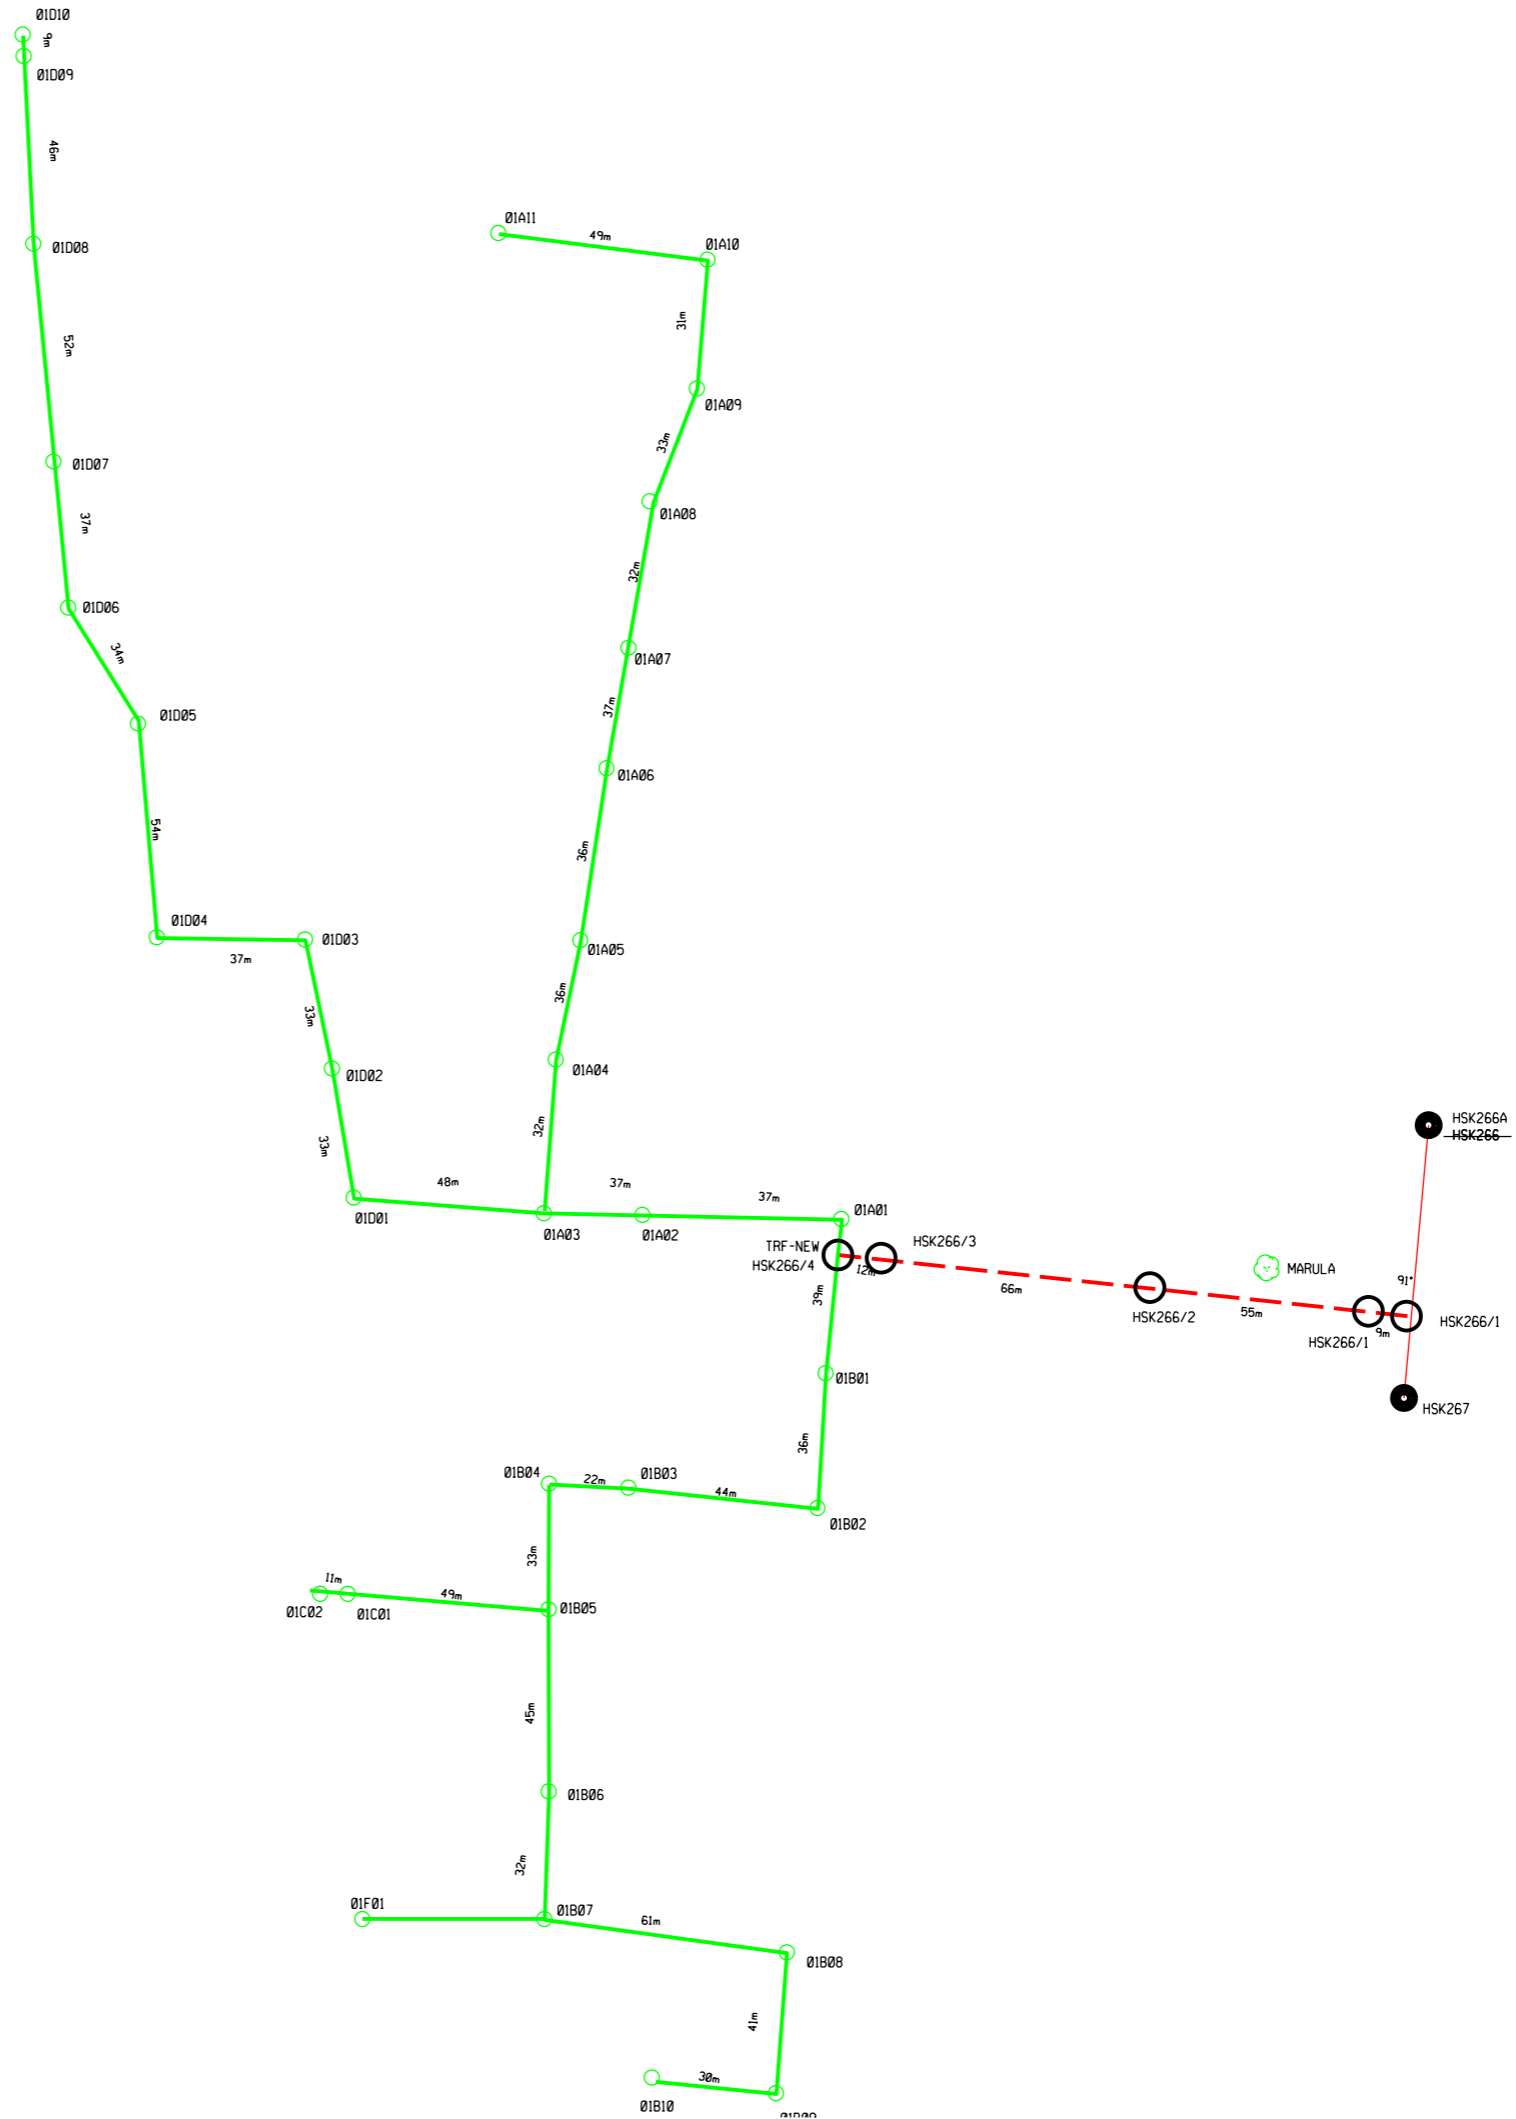 01D10
9m
01D09
46m
01A11
49m
01A10
01D08
31m
52m
01A09
33m
01D07
01A08
37m
32m
01D06
34m
01A07
37m
01D05
01A06
54m
36m
01D04
01D03
37m
01A05
36m
33m
01A04
01D02
32m
HSK266A
HSK266
33m
48m
37m
37m
01D01
01A03
01A02
01A01
TRF-NEW
HSK266/4
HSK266/3
12m
MARULA
91°
39m
66m
HSK266/2
55m
HSK266/1
9m
HSK266/1
01B01
HSK267
36m
01B04
22m
01B03
44m
01B02
33m
11m
49m
01C02
01C01
01B05
45m
01B06
32m
01F01
01B07
61m
01B08
41m
30m
01B10
01B09